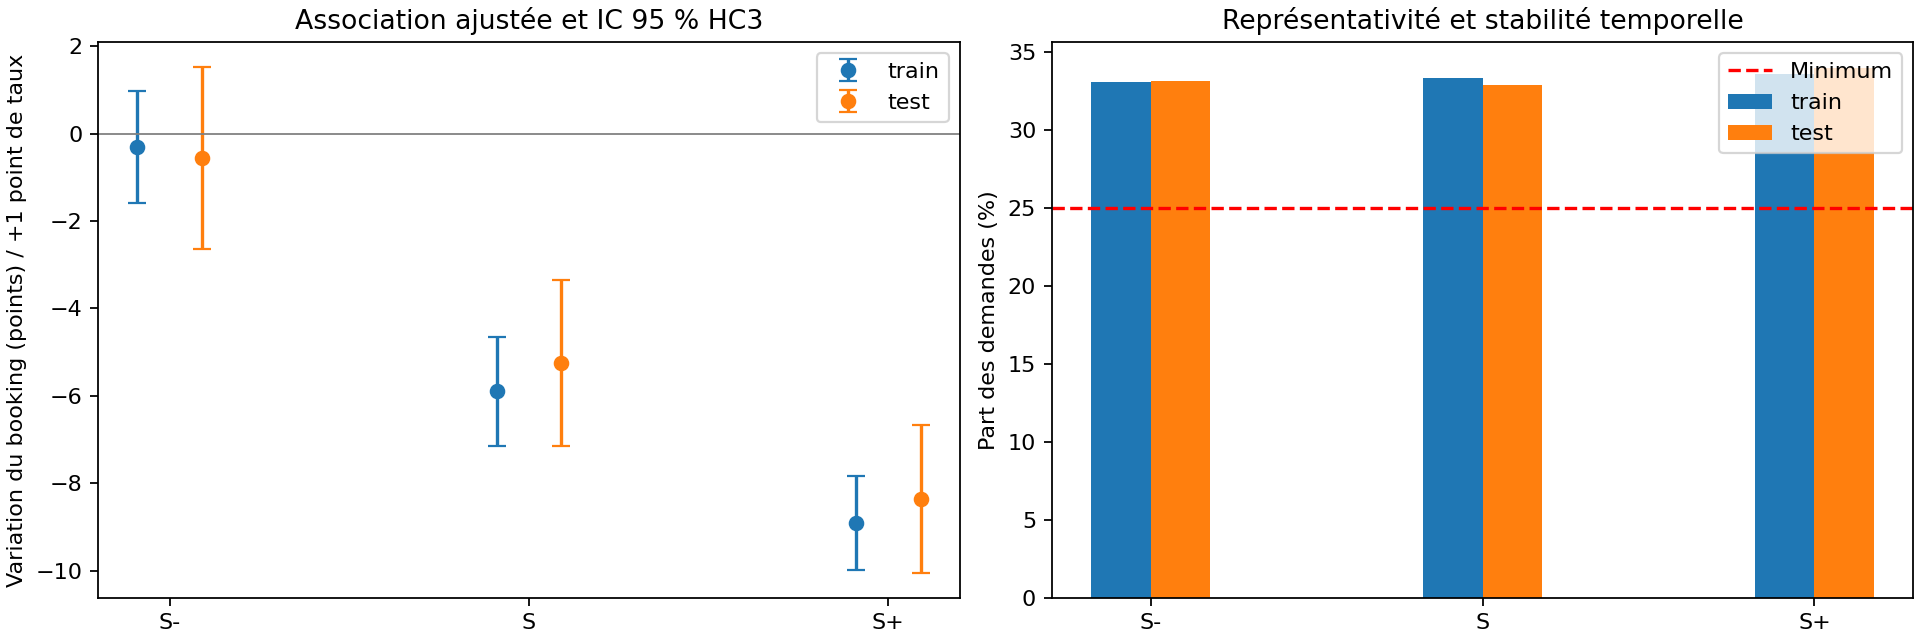 Association ajustée et IC 95 % HC3
Variation du booking (points) / +1 point de taux
2
0
−2
−4
−6
−8
−10
S-
S
S+
train
test
Représentativité et stabilité temporelle
Part des demandes (%)
35
30
25
20
15
10
5
0
S-
S
S+
Minimum
train
test